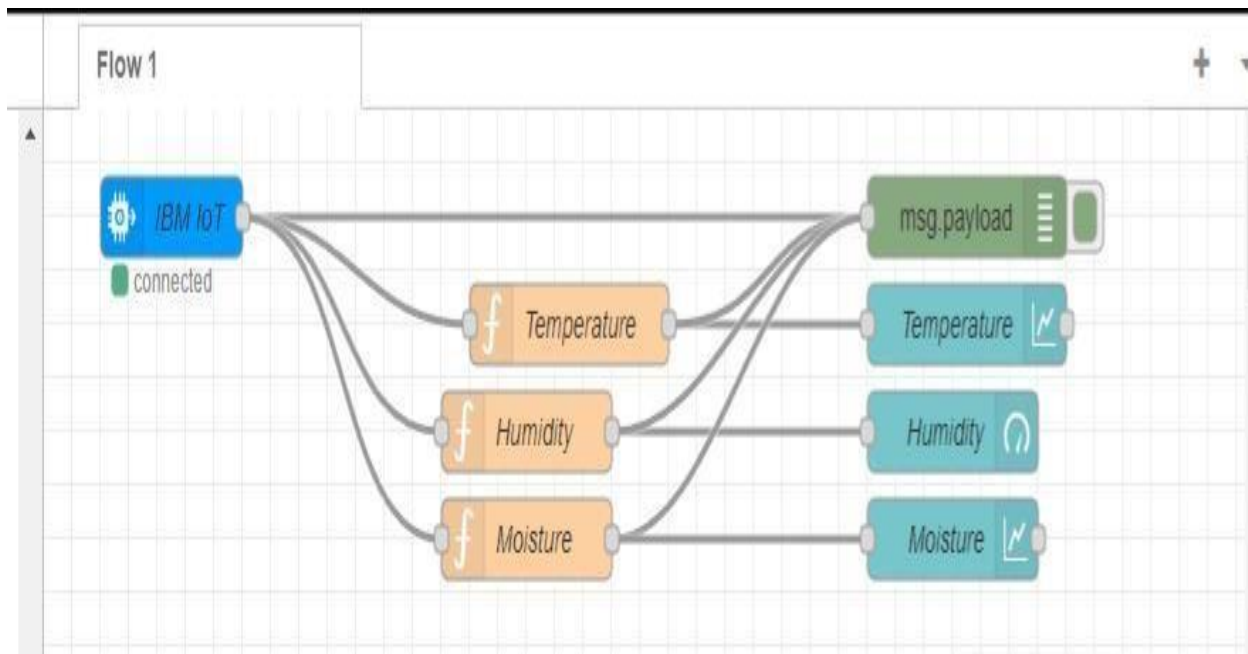 Flow 1
IBM IoT
msg.payload
connected
Temperature
Temperature
Humidity
Humidity
Moisture
Moisture